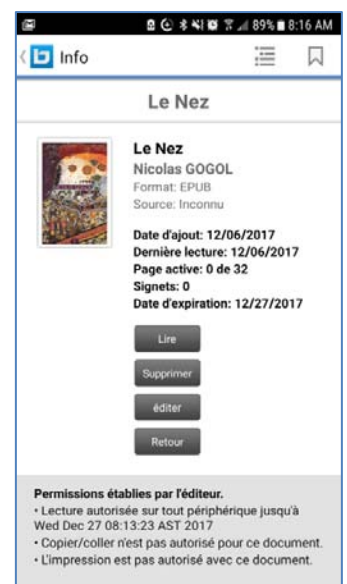 89% 8:16 AM
Info
Le Nez
Le Nez
Nicolas GOGOL
Format: EPUB
Source: Inconnu
Date d'ajout: 12/06/2017
Dernière lecture: 12/06/2017
Page active: 0 de 32
Signets: 0
Date d'expiration: 12/27/2017
Lire
Supprimer
éditer
Retour
Permissions établies par l'éditeur.
• Lecture autorisée sur tout périphérique jusqu'à
Wed Dec 27 08:13:23 AST 2017
• Copier/coller n'est pas autorisé pour ce document.
• L'impression est pas autorisé avec ce document.